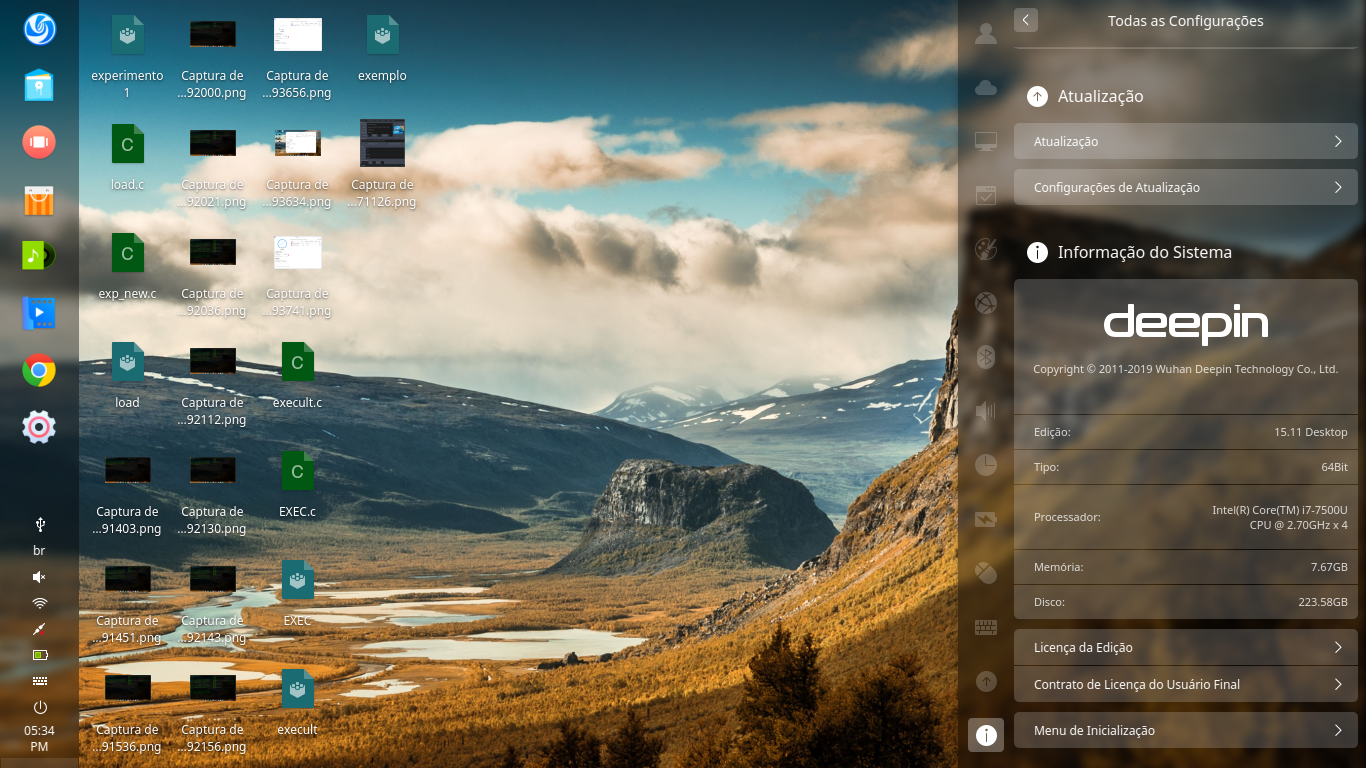 experimento
1
Captura de
...92000.png
Captura de
...93656.png
exemplo
load.c
Captura de
...92021.png
Captura de
...93634.png
Captura de
...71126.png
exp_new.c
Captura de
...92036.png
Captura de
...93741.png
load
Captura de
...92112.png
C
execult.c
Captura de
...91403.png
Captura de
...92130.png
C
EXEC.c
Captura de
...91451.png
Captura de
...92143.png
EXEC
Captura de
...91536.png
Captura de
...92156.png
execult
C
C
br
05:34
PM
Todas as Configurações
Atualização
Atualização
Configurações de Atualização
Informação do Sistema
deepin
Copyright © 2011-2019 Wuhan Deepin Technology Co., Ltd.
Edição: 15.11 Desktop
Tipo: 64Bit
Processador: Intel(R) Core(TM) i7-7500U
CPU @ 2.70GHz x 4
Memória: 7.67GB
Disco: 223.58GB
Licença da Edição
Contrato de Licença do Usuário Final
Menu de Inicialização